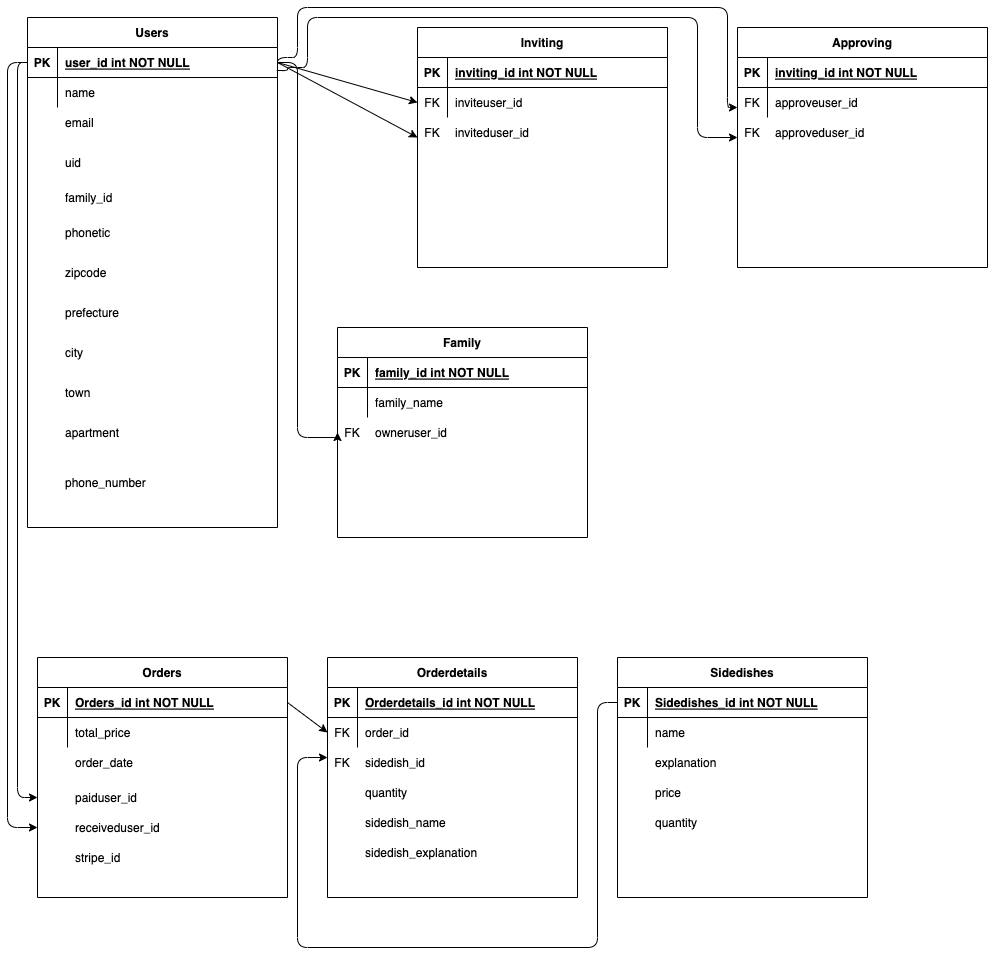 Users
PK user_id int NOT NULL
name
email
uid
family_id
phonetic
zipcode
prefecture
city
town
apartment
phone_number
Inviting
PK inviting_id int NOT NULL
FK inviteuser_id
FK inviteduser_id
Approving
PK inviting_id int NOT NULL
FK approveuser_id
FK approveduser_id
Family
PK family_id int NOT NULL
family_name
FK owneruser_id
Orders
PK Orders_id int NOT NULL
total_price
order_date
paiduser_id
receiveduser_id
stripe_id
Orderdetails
PK Orderdetails_id int NOT NULL
FK order_id
FK sidedish_id
quantity
sidedish_name
sidedish_explanation
Sidedishes
PK Sidedishes_id int NOT NULL
name
explanation
price
quantity